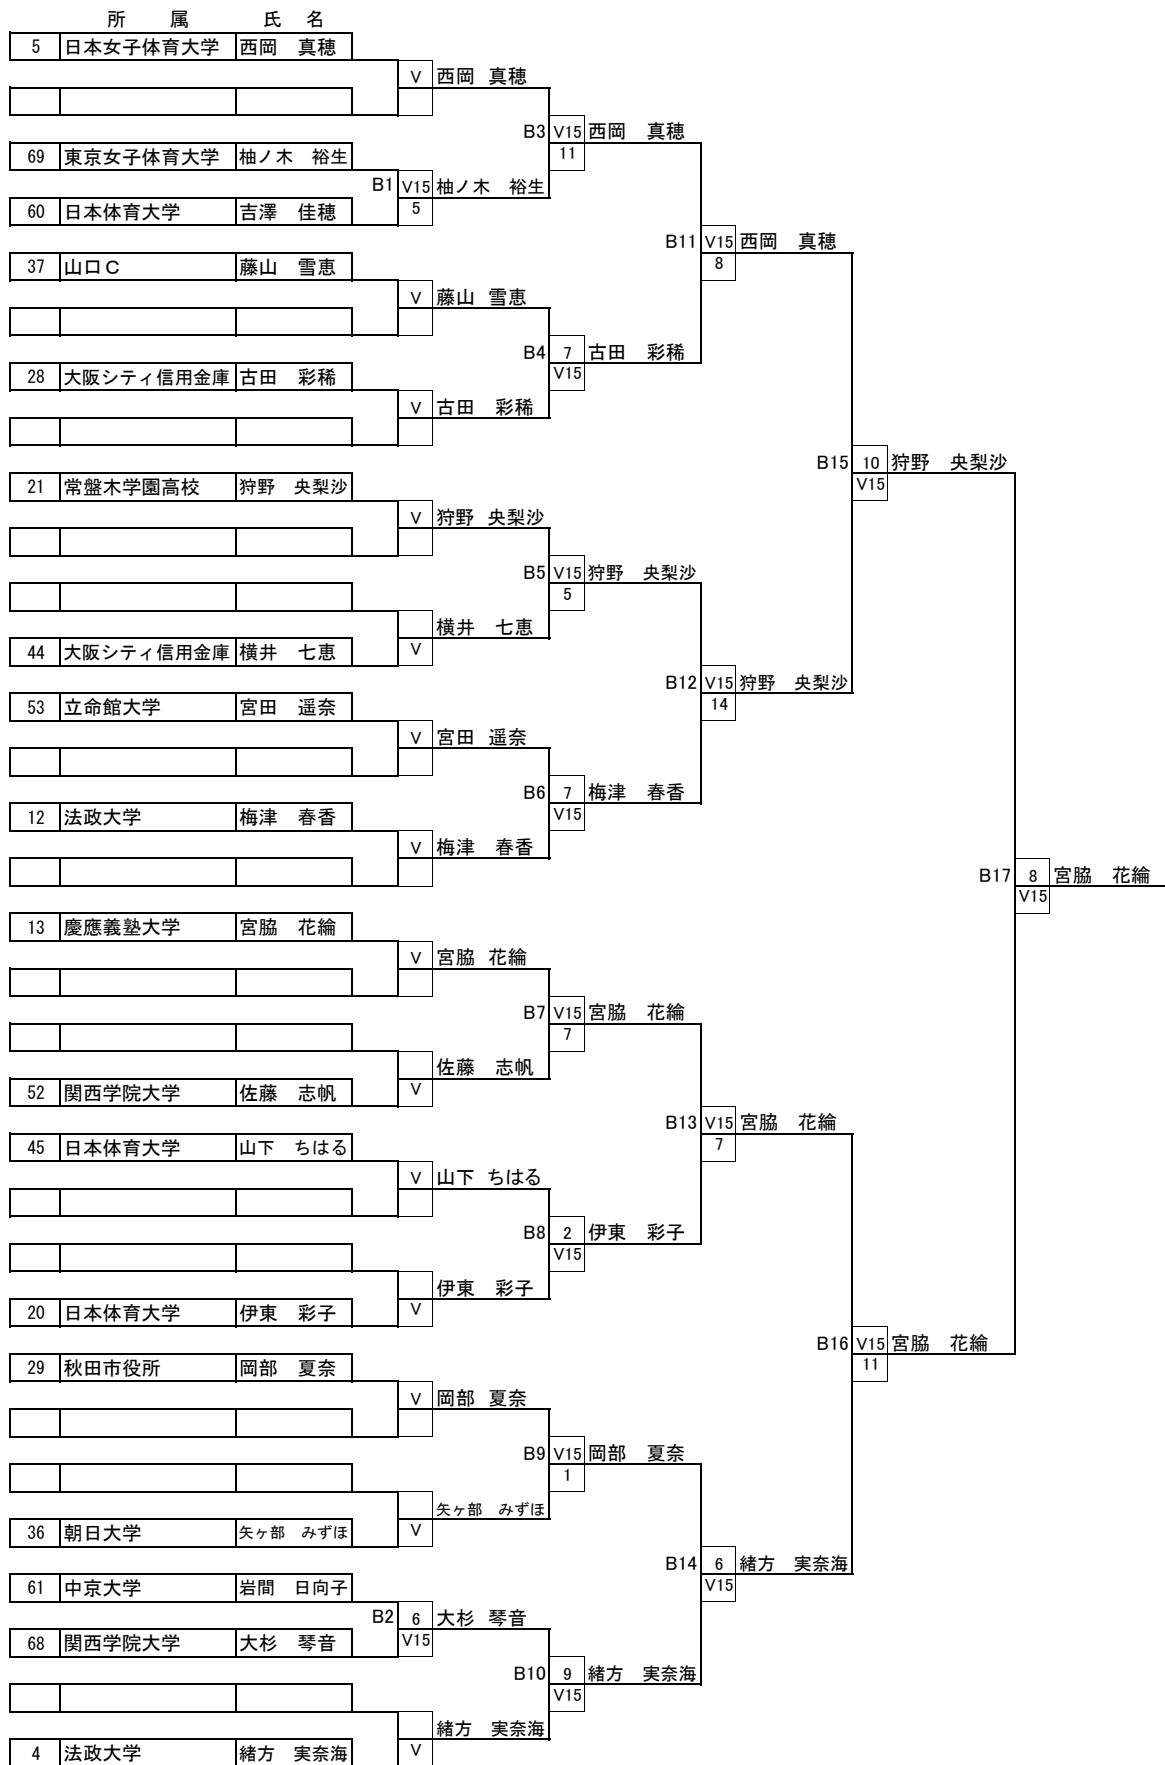 所 属 氏 名
5 日本女子体育大学 西岡 真穂
V 西岡 真穂
B3 V15 西岡 真穂
11
69 東京女子体育大学 柚ノ木 裕生
B1 V15 柚ノ木 裕生
5
60 日本体育大学 吉澤 佳穂
B11 V15 西岡 真穂
8
37 山口C 藤山 雪恵
V 藤山 雪恵
B4 7 古田 彩稀
V15
28 大阪シティ信用金庫 古田 彩稀
V 古田 彩稀
B15 10 狩野 央梨沙
V15
21 常盤木学園高校 狩野 央梨沙
V 狩野 央梨沙
B5 V15 狩野 央梨沙
5
横井 七恵
V
44 大阪シティ信用金庫 横井 七恵
B12 V15 狩野 央梨沙
14
53 立命館大学 宮田 遥奈
V 宮田 遥奈
B6 7 梅津 春香
V15
12 法政大学 梅津 春香
V 梅津 春香
B17 8 宮脇 花綸
V15
13 慶應義塾大学 宮脇 花綸
V 宮脇 花綸
B7 V15 宮脇 花綸
7
佐藤 志帆
V
52 関西学院大学 佐藤 志帆
B13 V15 宮脇 花綸
7
45 日本体育大学 山下 ちはる
V 山下 ちはる
B8 2 伊東 彩子
V15
伊東 彩子
V
20 日本体育大学 伊東 彩子
B16 V15 宮脇 花綸
11
29 秋田市役所 岡部 夏奈
V 岡部 夏奈
B9 V15 岡部 夏奈
1
矢ヶ部 みずほ
V
36 朝日大学 矢ヶ部 みずほ
B14 6 緒方 実奈海
V15
61 中京大学 岩間 日向子
B2 6 大杉 琴音
V15
68 関西学院大学 大杉 琴音
B10 9 緒方 実奈海
V15
緒方 実奈海
V
4 法政大学 緒方 実奈海